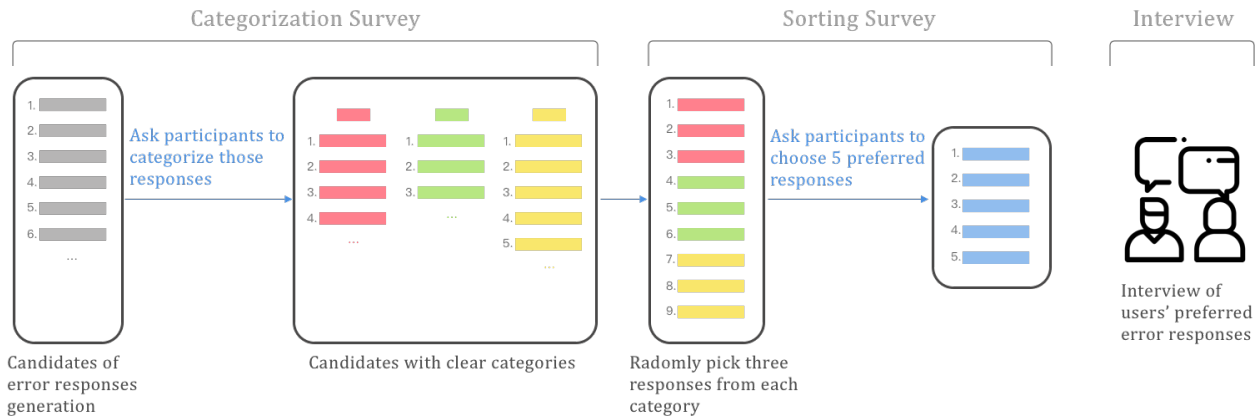 Categorization Survey
Sorting Survey
Interview
1.
2.
3.
4.
5.
6.
...
Ask participants to
categorize those
responses
1.
2.
3.
4.
...
1.
2.
3.
...
1.
2.
3.
4.
5.
...
1.
2.
3.
4.
5.
6.
7.
8.
9.
Ask participants to
choose 5 preferred
responses
1.
2.
3.
4.
5.
Candidates of
error responses
generation
Candidates with clear categories
Radomly pick three
responses from each
category
Interview of
users’ preferred
error responses